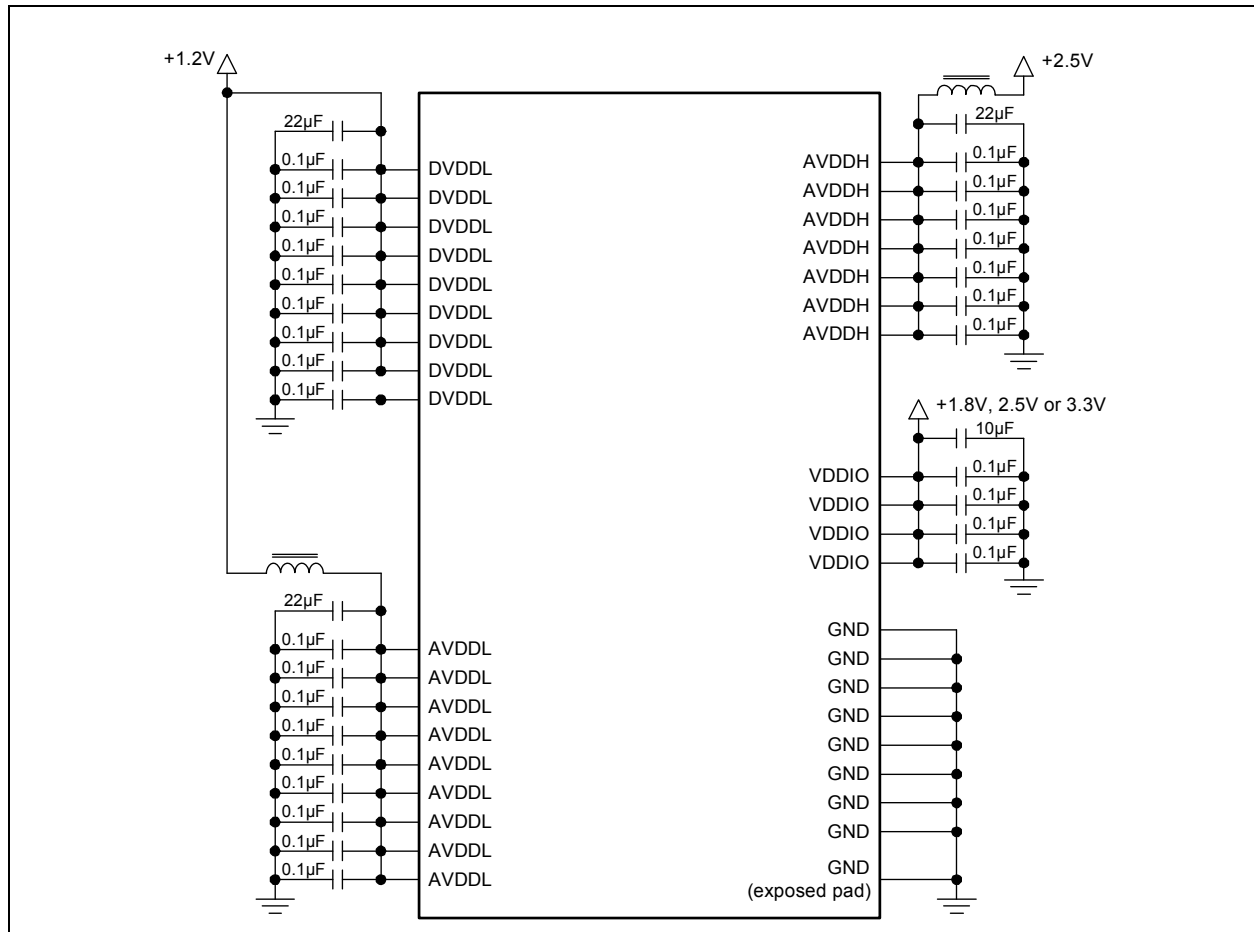 +1.2V
22µF
0.1µF
DVDDL
0.1µF
DVDDL
0.1µF
DVDDL
0.1µF
DVDDL
0.1µF
DVDDL
0.1µF
DVDDL
0.1µF
DVDDL
0.1µF
DVDDL
0.1µF
DVDDL
22µF
0.1µF
AVDDL
0.1µF
AVDDL
0.1µF
AVDDL
0.1µF
AVDDL
0.1µF
AVDDL
0.1µF
AVDDL
0.1µF
AVDDL
0.1µF
AVDDL
0.1µF
AVDDL
+2.5V
22µF
AVDDH
0.1µF
AVDDH
0.1µF
AVDDH
0.1µF
AVDDH
0.1µF
AVDDH
0.1µF
AVDDH
0.1µF
AVDDH
0.1µF
+1.8V, 2.5V or 3.3V
10µF
VDDIO
0.1µF
VDDIO
0.1µF
VDDIO
0.1µF
VDDIO
0.1µF
GND
GND
GND
GND
GND
GND
GND
GND
GND
(exposed pad)